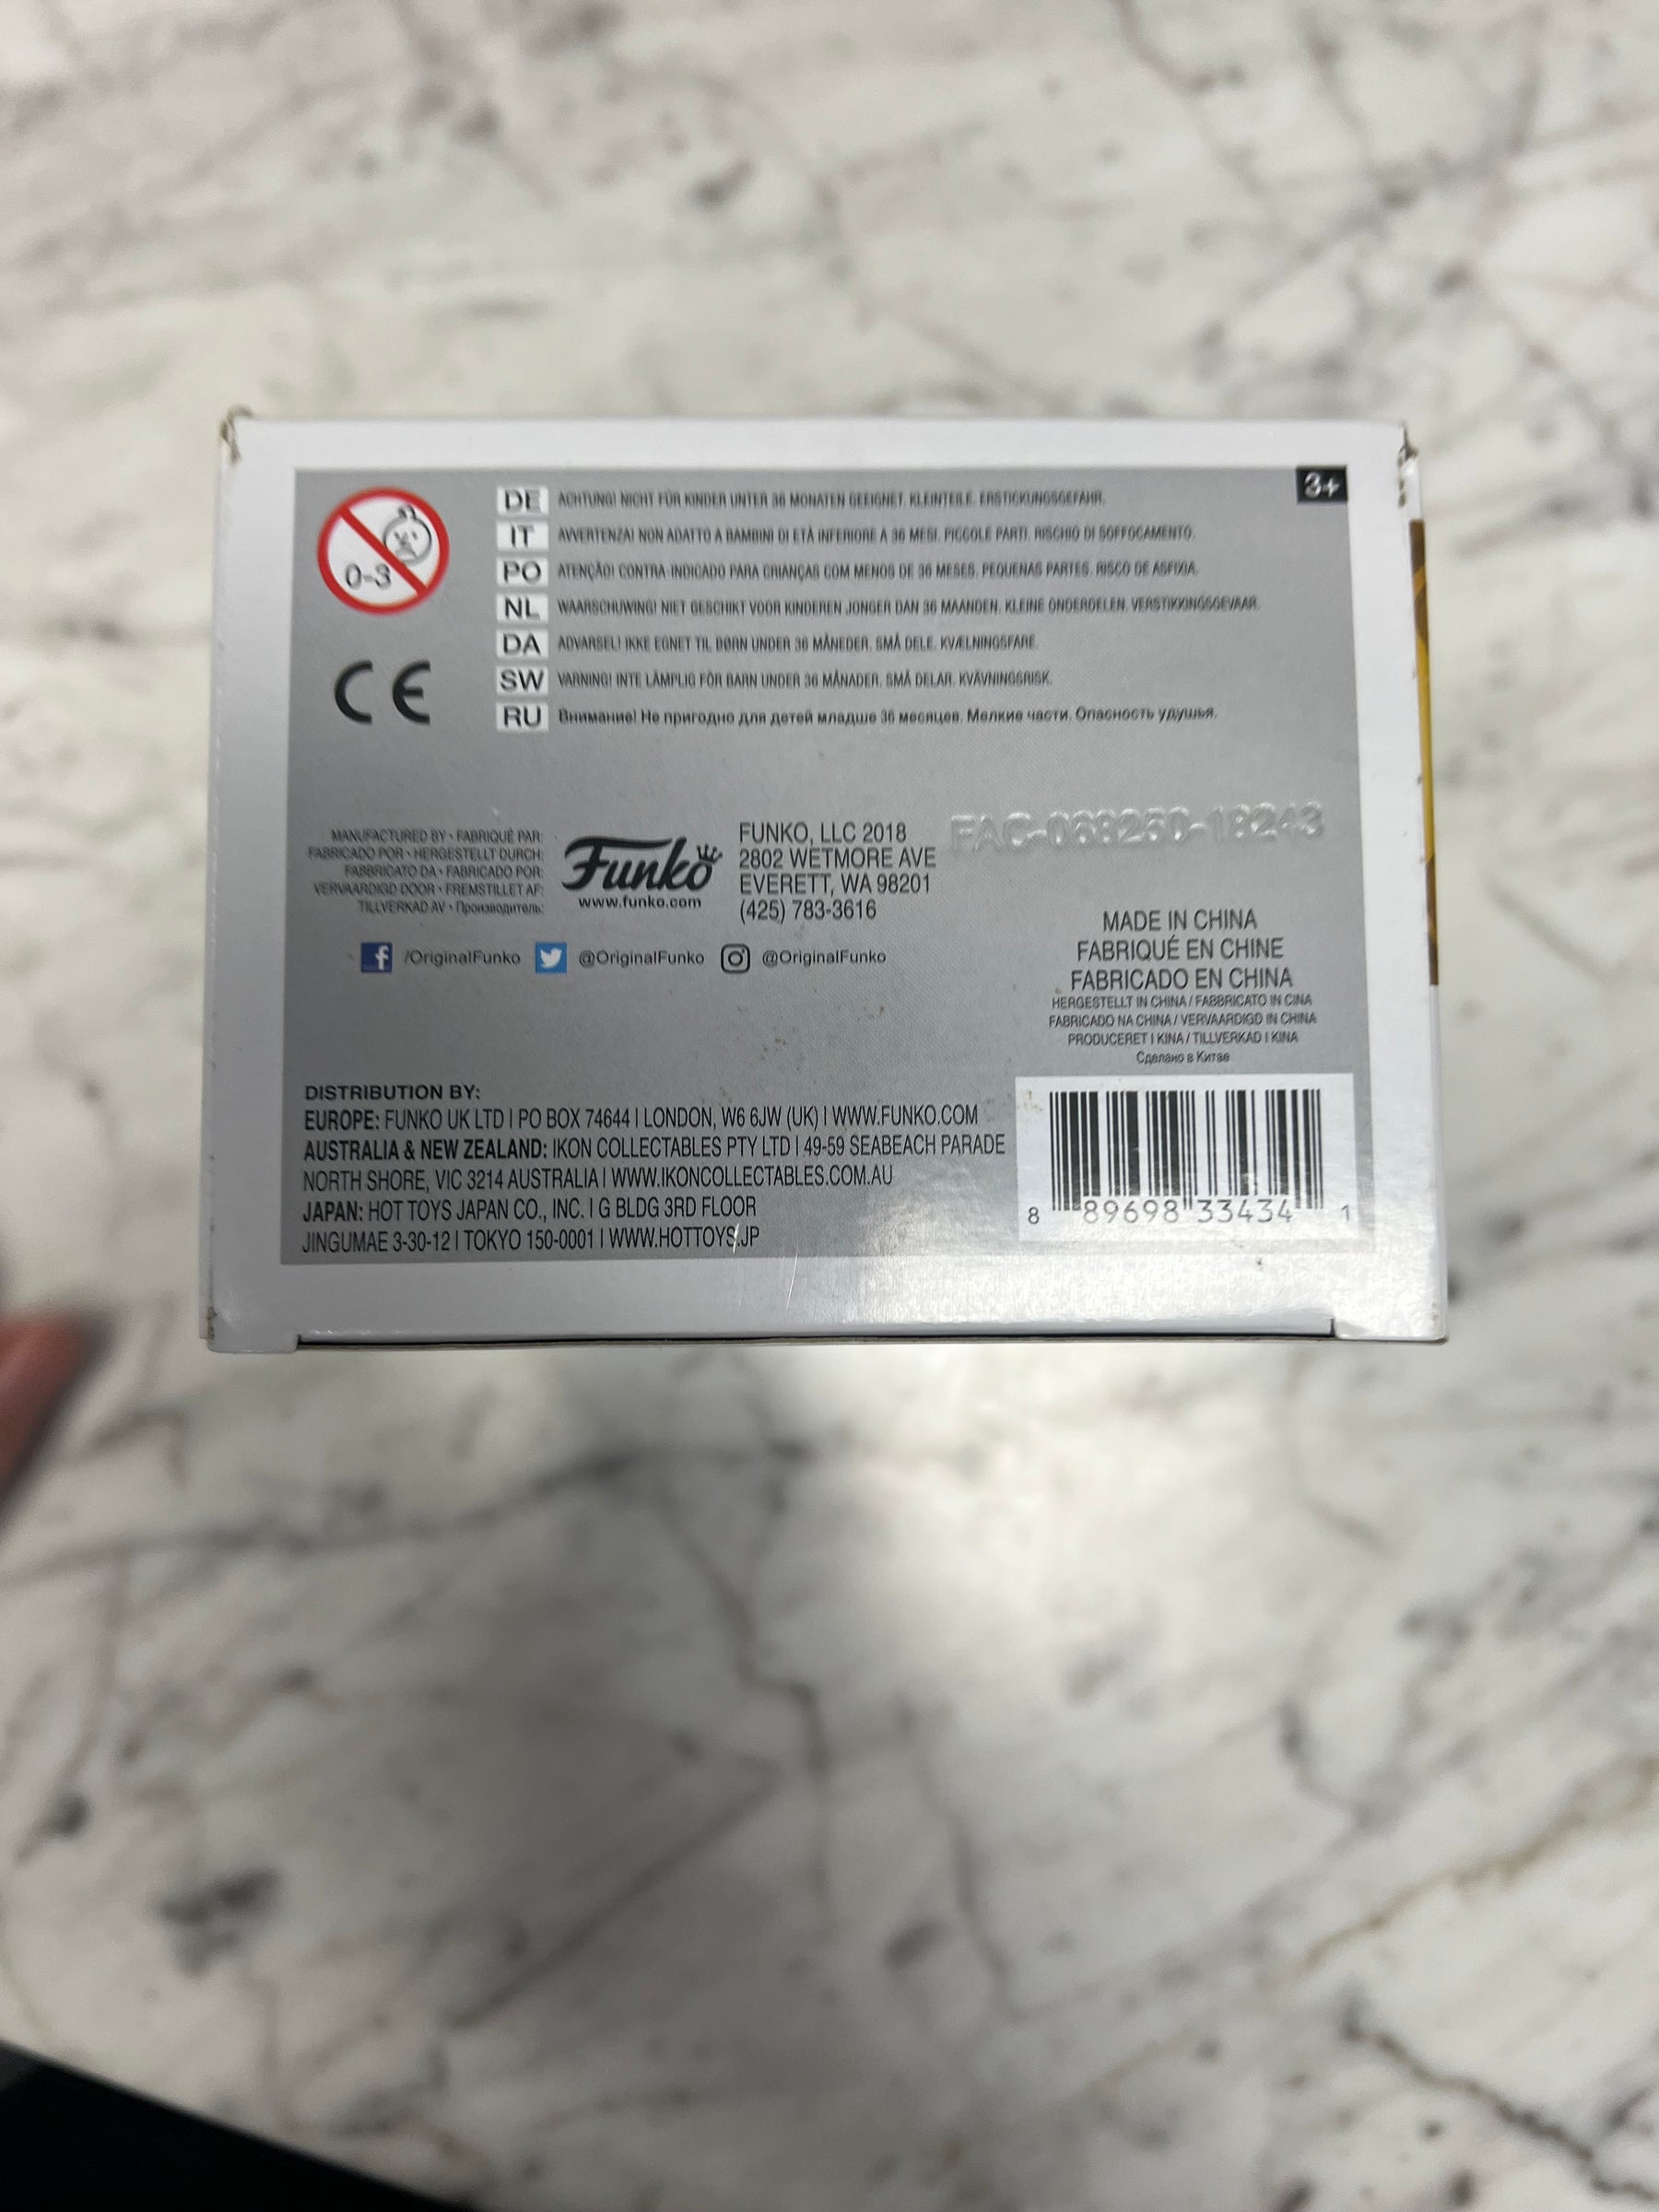 3+
0-3
DE ACHTUNG! NICHT FÜR KINDER UNTER 36 MONATEN GEEIGNET. KLEINTEILE. ERSTICKUNGSGEFAHR.
IT AVVERTENZA! NON ADATTO A BAMBINI DI ETÀ INFERIORE A 36 MESI. PICCOLE PARTI. RISCHIO DI SOFFOCAMENTO.
PO ATENÇÃO! CONTRA-INDICADO PARA CRIANÇAS COM MENOS DE 36 MESES. PEQUENAS PARTES. RISCO DE ASFIXIA.
NL WAARSCHUWING! NIET GESCHIKT VOOR KINDEREN JONGER DAN 36 MAANDEN. KLEINE ONDERDELEN. VERSTIKKINGSGEVAAR.
DA ADVARSEL! IKKE EGNET TIL BØRN UNDER 36 MÅNEDER. SMÅ DELE. KVÆLNINGSFARE.
SW VARNING! INTE LÄMPLIG FÖR BARN UNDER 36 MÅNADER. SMÅ DELAR. KVÄVNINGSRISK.
RU Внимание! Не пригодно для детей младше 36 месяцев. Мелкие части. Опасность удушья.
CE
MANUFACTURED BY • FABRIQUÉ PAR:
FABRICADO POR • HERGESTELLT DURCH:
FABBRICATO DA • FABRICADO POR:
VERVAARDIGD DOOR • FREMSTILLET AF:
TILLVERKAD AV • Производитель:
Funko
www.funko.com
FUNKO, LLC 2018
2802 WETMORE AVE
EVERETT, WA 98201
(425) 783-3616
FAC-068250-18243
/OriginalFunko @OriginalFunko @OriginalFunko
MADE IN CHINA
FABRIQUÉ EN CHINE
FABRICADO EN CHINA
HERGESTELLT IN CHINA / FABBRICATO IN CINA
FABRICADO NA CHINA / VERVAARDIGD IN CHINA
PRODUCERET I KINA / TILLVERKAD I KINA
Сделано в Китае
DISTRIBUTION BY:
EUROPE: FUNKO UK LTD | PO BOX 74644 | LONDON, W6 6JW (UK) | WWW.FUNKO.COM
AUSTRALIA & NEW ZEALAND: IKON COLLECTABLES PTY LTD | 49-59 SEABEACH PARADE
NORTH SHORE, VIC 3214 AUSTRALIA | WWW.IKONCOLLECTABLES.COM.AU
JAPAN: HOT TOYS JAPAN CO., INC. | G BLDG 3RD FLOOR
JINGUMAE 3-30-12 | TOKYO 150-0001 | WWW.HOTTOYS.JP
8 89698 33434 1